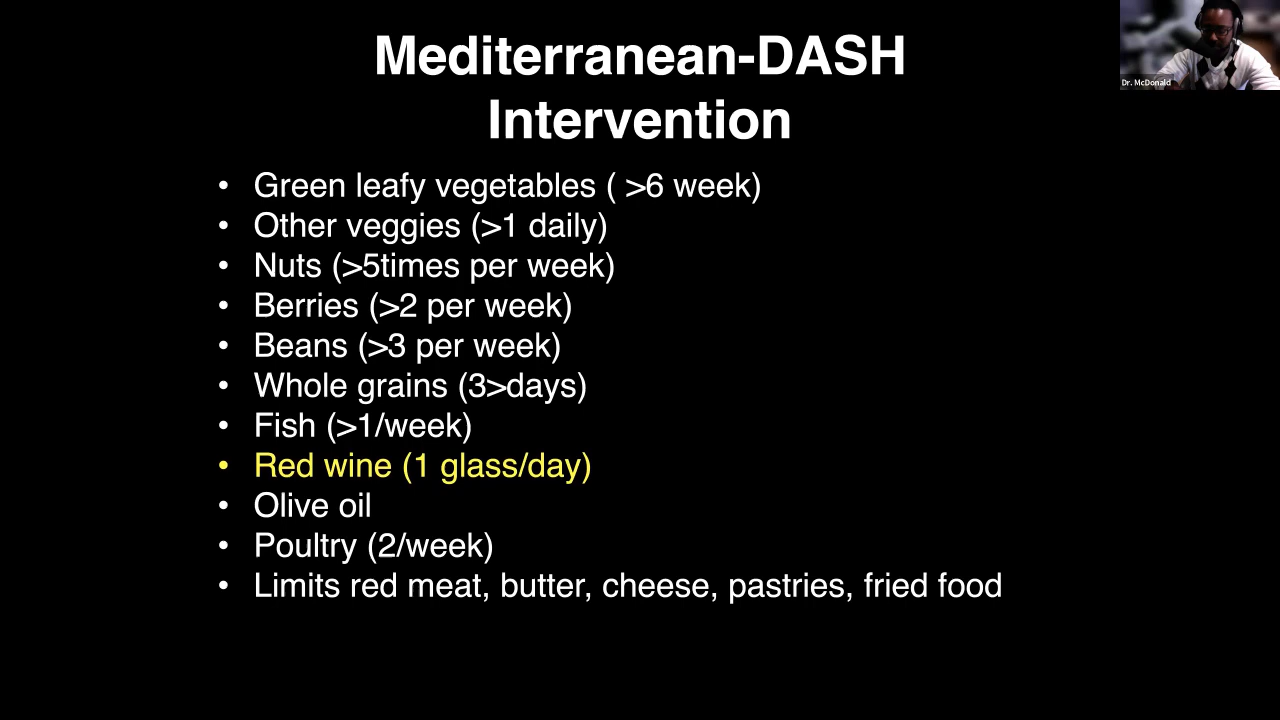 Mediterranean-DASH
Intervention
• Green leafy vegetables ( >6 week)
• Other veggies (>1 daily)
• Nuts (>5times per week)
• Berries (>2 per week)
• Beans (>3 per week)
• Whole grains (3>days)
• Fish (>1/week)
• Red wine (1 glass/day)
• Olive oil
• Poultry (2/week)
• Limits red meat, butter, cheese, pastries, fried food
Dr. McDonald